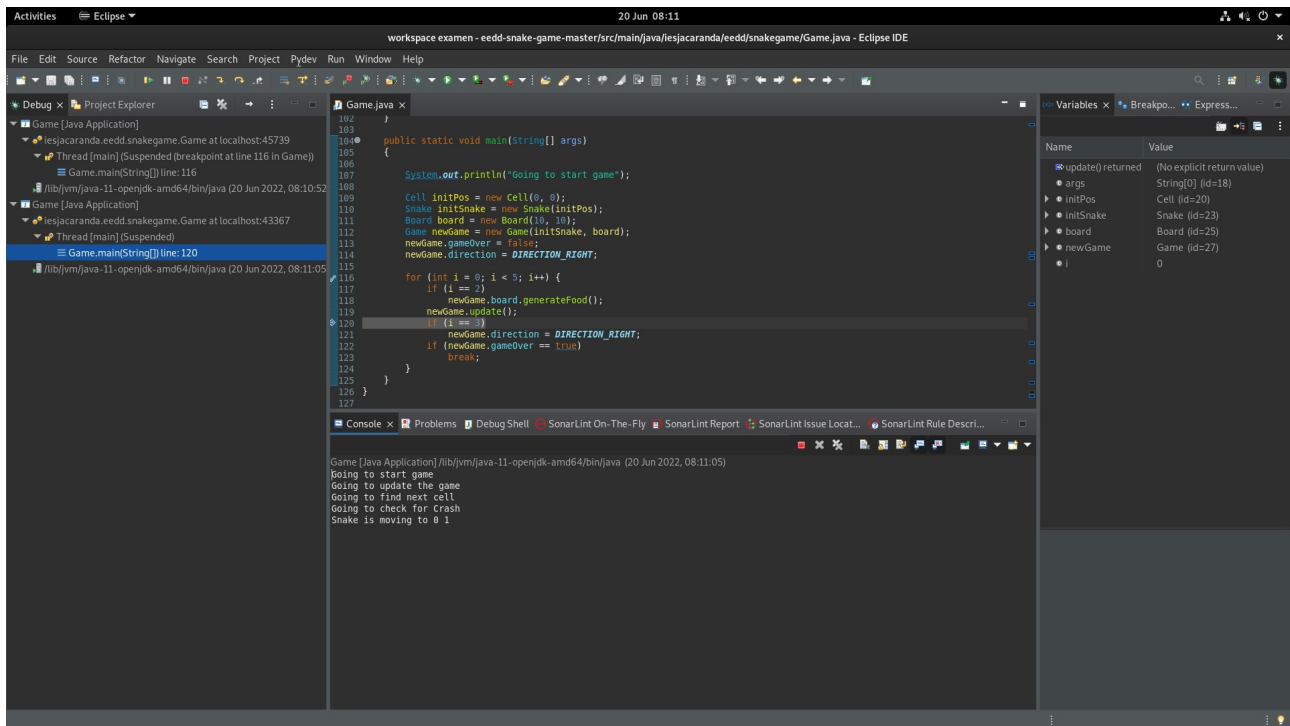 Activities Eclipse 20 Jun 08:11
workspace examen - eedd-snake-game-master/src/main/java/iesjacaranda/eedd/snakegame/Game.java - Eclipse IDE
File Edit Source Refactor Navigate Search Project Pydev Run Window Help
Debug Project Explorer
Game [Java Application]
iesjacaranda.eedd.snakegame.Game at localhost:45739
Thread [main] (Suspended (breakpoint at line 116 in Game))
Game.main(String[]) line: 116
/lib/jvm/java-11-openjdk-amd64/bin/java (20 Jun 2022, 08:10:52
Game [Java Application]
iesjacaranda.eedd.snakegame.Game at localhost:43367
Thread [main] (Suspended)
Game.main(String[]) line: 120
/lib/jvm/java-11-openjdk-amd64/bin/java (20 Jun 2022, 08:11:05
Game.java
102 }
103
104 public static void main(String[] args)
105 {
106
107 System.out.println("Going to start game");
108
109 Cell initPos = new Cell(0, 0);
110 Snake initSnake = new Snake(initPos);
111 Board board = new Board(10, 10);
112 Game newGame = new Game(initSnake, board);
113 newGame.gameOver = false;
114 newGame.direction = DIRECTION_RIGHT;
115
116 for (int i = 0; i < 5; i++) {
117 if (i == 2)
118 newGame.board.generateFood();
119 newGame.update();
120 if (i == 3)
121 newGame.direction = DIRECTION_RIGHT;
122 if (newGame.gameOver == true)
123 break;
124 }
125 }
126 }
127
Console Problems Debug Shell SonarLint On-The-Fly SonarLint Report SonarLint Issue Locat... SonarLint Rule Descri...
Game [Java Application] /lib/jvm/java-11-openjdk-amd64/bin/java (20 Jun 2022, 08:11:05)
Going to start game
Going to update the game
Going to find next cell
Going to check for Crash
Snake is moving to 0 1
Variables Breakpo... Express...
Name Value
update() returned (No explicit return value)
args String[0] (id=18)
initPos Cell (id=20)
initSnake Snake (id=23)
board Board (id=25)
newGame Game (id=27)
i 0